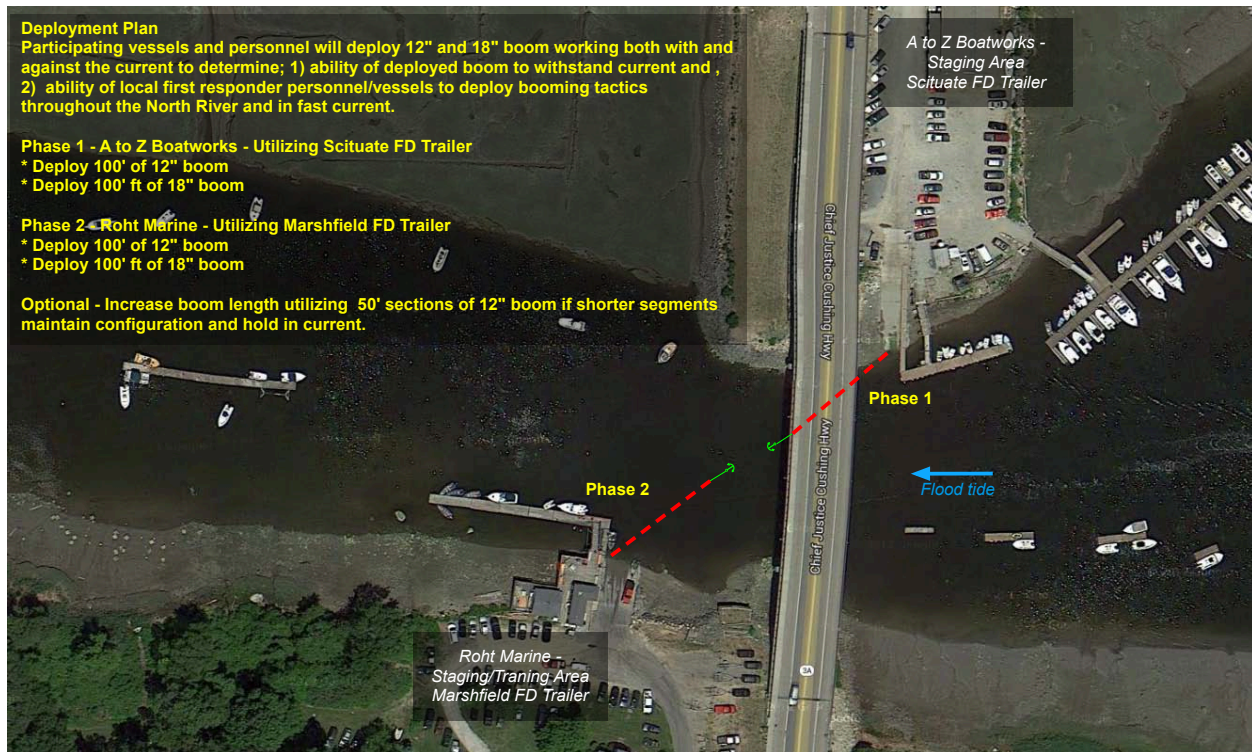 Deployment Plan
Participating vessels and personnel will deploy 12" and 18" boom working both with and
against the current to determine; 1) ability of deployed boom to withstand current and ,
2) ability of local first responder personnel/vessels to deploy booming tactics
throughout the North River and in fast current.
Phase 1 - A to Z Boatworks - Utilizing Scituate FD Trailer
* Deploy 100' of 12" boom
* Deploy 100' ft of 18" boom
Phase 2 - Roht Marine - Utilizing Marshfield FD Trailer
* Deploy 100' of 12" boom
* Deploy 100' ft of 18" boom
Optional - Increase boom length utilizing 50' sections of 12" boom if shorter segments
maintain configuration and hold in current.
A to Z Boatworks -
Staging Area
Scituate FD Trailer
Chief Justice Cushing Hwy
Phase 1
Chief Justice Cushing Hwy
Flood tide
Phase 2
Roht Marine -
Staging/Traning Area
Marshfield FD Trailer
3A